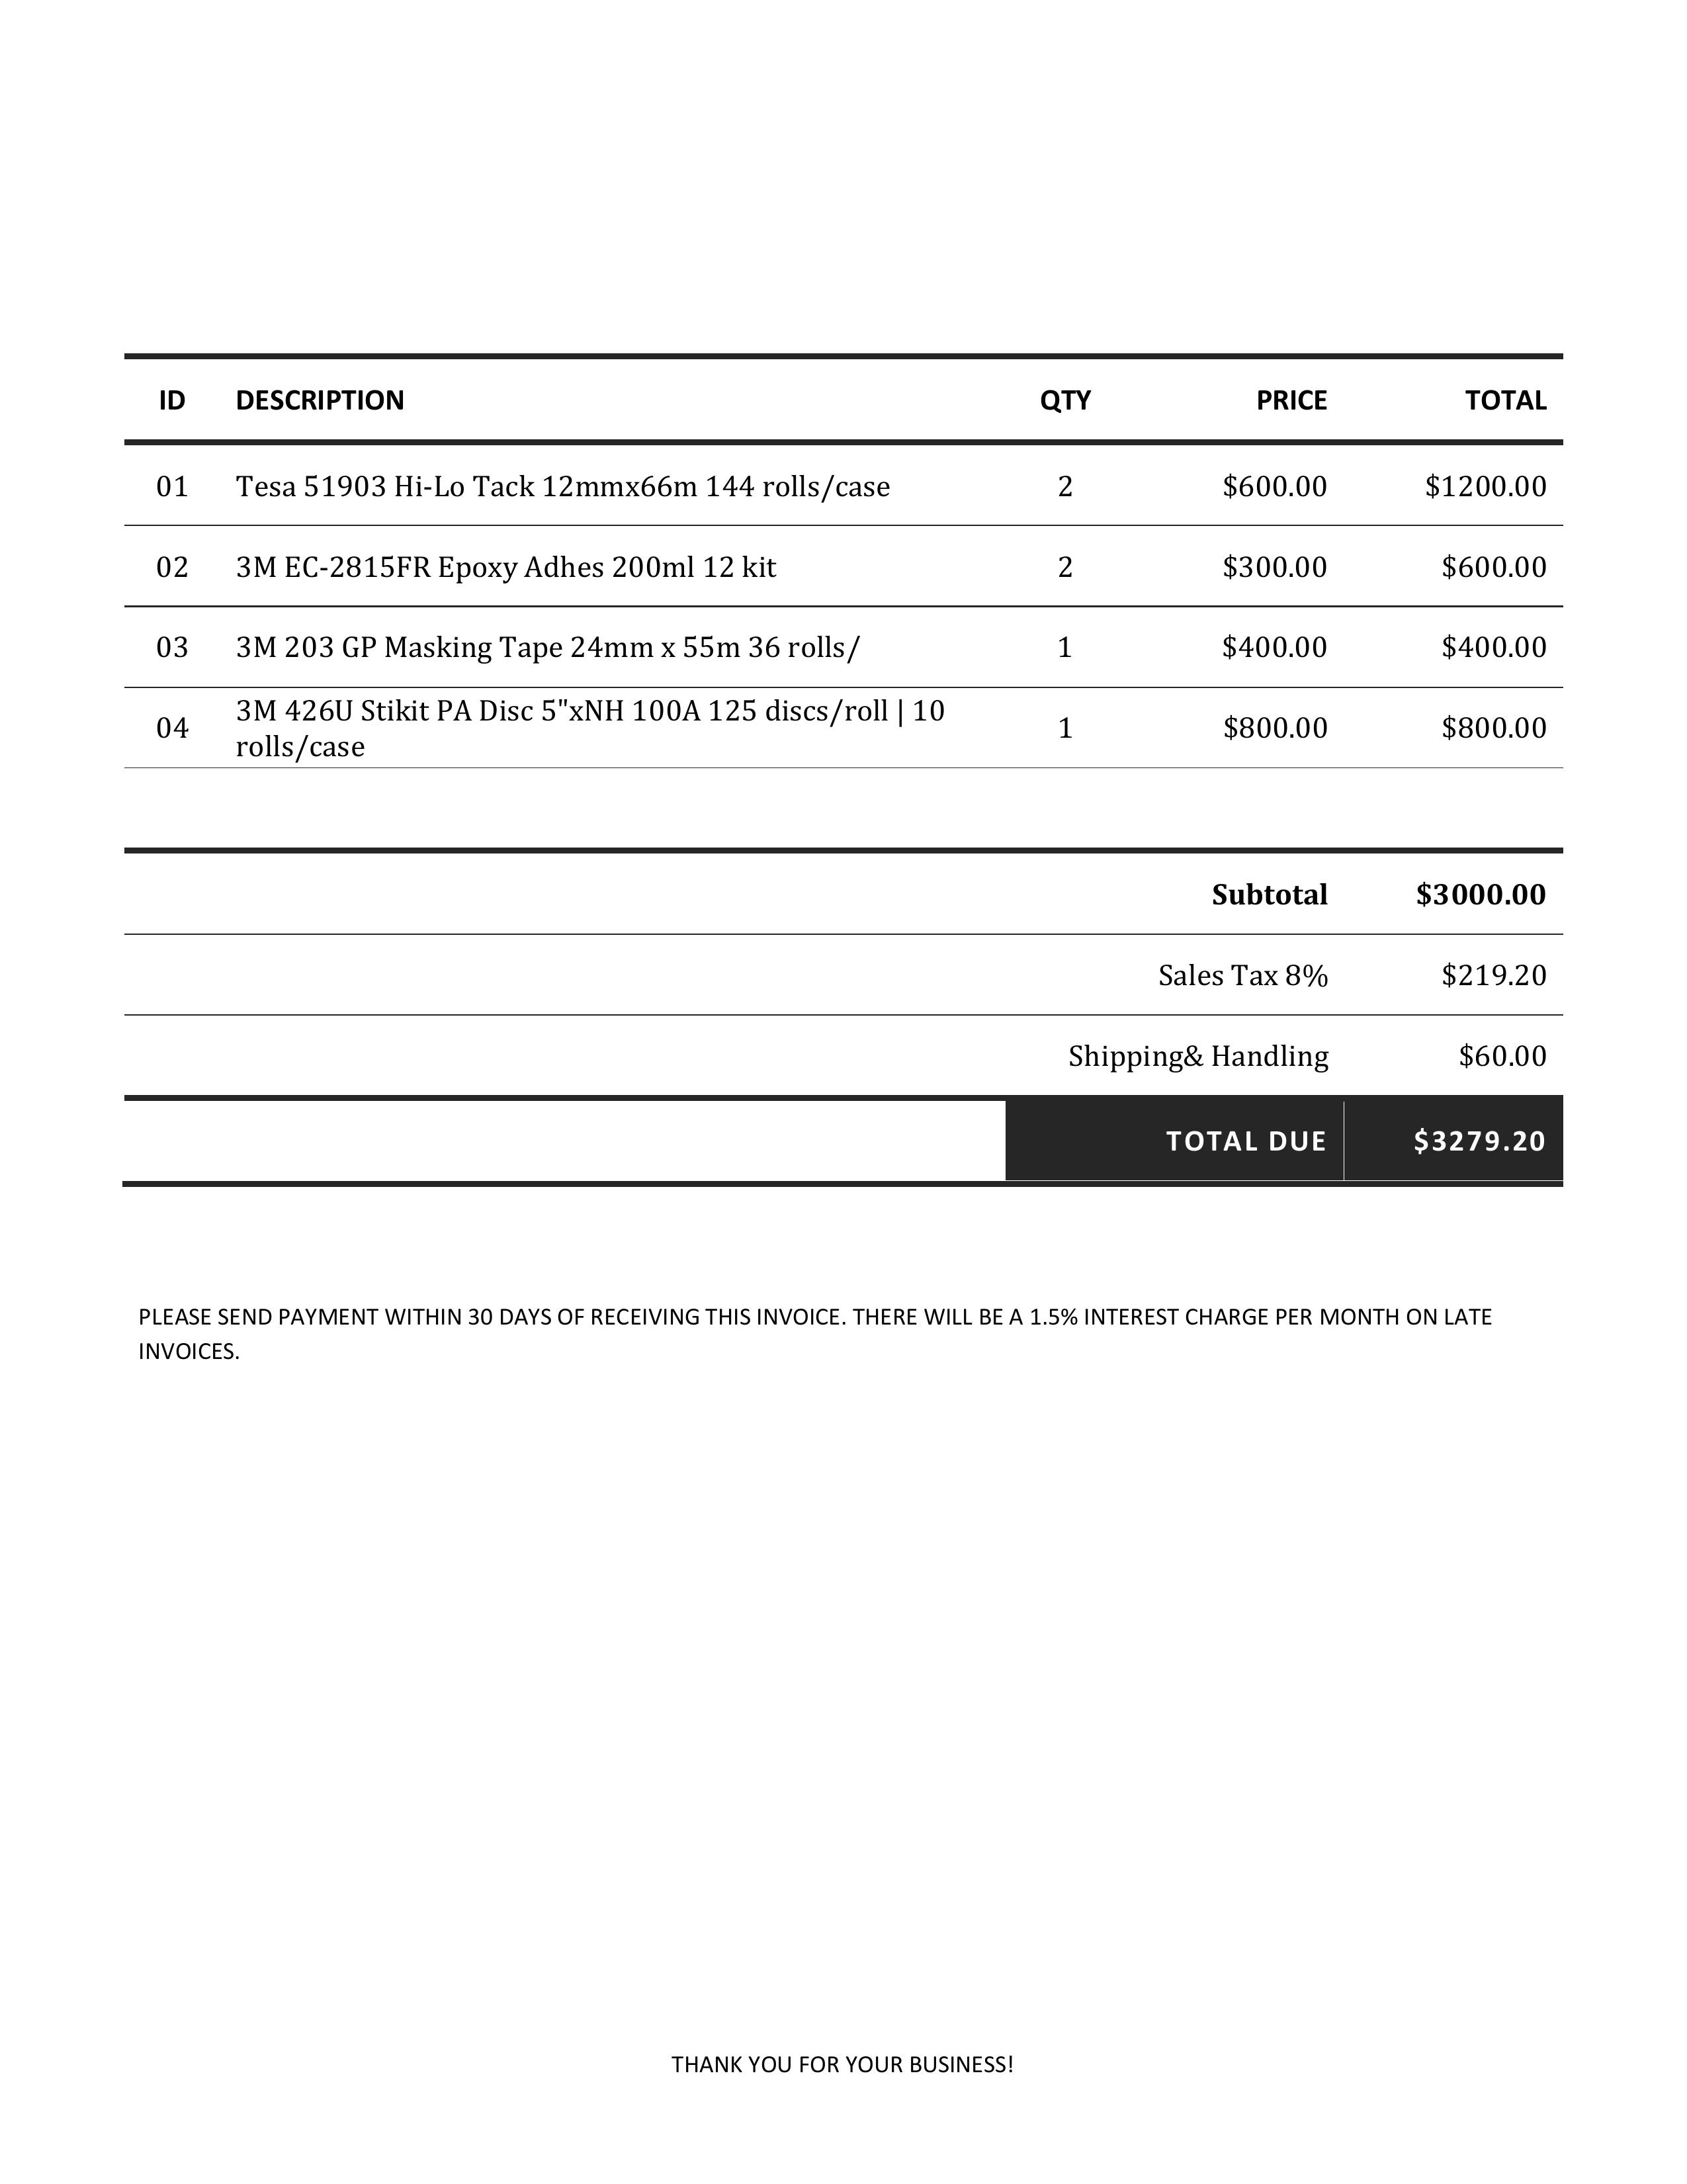 ID DESCRIPTION QTY PRICE TOTAL
01 Tesa 51903 Hi-Lo Tack 12mmx66m 144 rolls/case 2 $600.00 $1200.00
02 3M EC-2815FR Epoxy Adhes 200ml 12 kit 2 $300.00 $600.00
03 3M 203 GP Masking Tape 24mm x 55m 36 rolls/ 1 $400.00 $400.00
04 3M 426U Stikit PA Disc 5"xNH 100A 125 discs/roll | 10 1 $800.00 $800.00
rolls/case
Subtotal $3000.00
Sales Tax 8% $219.20
Shipping& Handling $60.00
TOTAL DUE $3279.20
PLEASE SEND PAYMENT WITHIN 30 DAYS OF RECEIVING THIS INVOICE. THERE WILL BE A 1.5% INTEREST CHARGE PER MONTH ON LATE
INVOICES.
THANK YOU FOR YOUR BUSINESS!